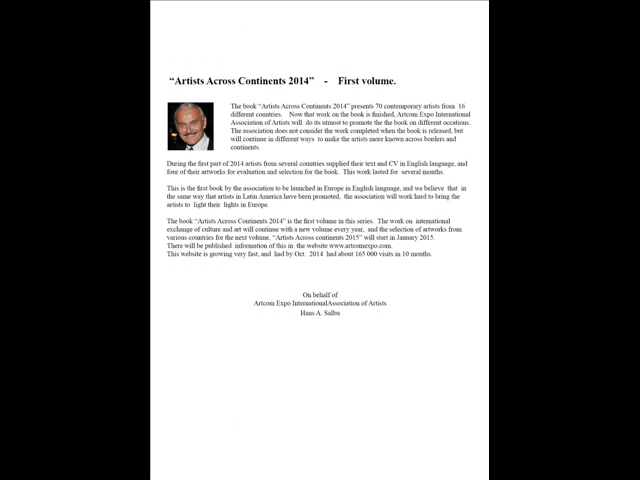 “Artists Across Continents 2014”   -   First volume.
The book “Artists Across Continents 2014” presents 70 contemporary artists from 16
different countries.   Now that work on the book is finished, Artcom Expo International
Association of Artists will do its utmost to promote the the book on different occations.
The association does not consider the work completed when the book is released, but
will continue in different ways to make the artists more known across borders and
continents.
During the first part of 2014 artists from several countries supplied their text and CV in English language, and
four of their artworks for evaluation and selection for the book. This work lasted for several months.
This is the first book by the association to be launched in Europe in English language, and we believe that in
the same way that artists in Latin America have been promoted, the association will work hard to bring the
artists to light their lights in Europe.
The book “Artists Across Continents 2014” is the first volume in this series. The work on international
exchange of culture and art will continue with a new volume every year, and the selection of artworks from
various countries for the next volume, “Artists Across continents 2015” will start in January 2015.
There will be published information of this in the website www.artcomexpo.com.
This website is growing very fast, and had by Oct. 2014 had about 165 000 visits in 10 months.
On behalf of
Artcom Expo InternationalAssociation of Artists
Hans A. Salbu